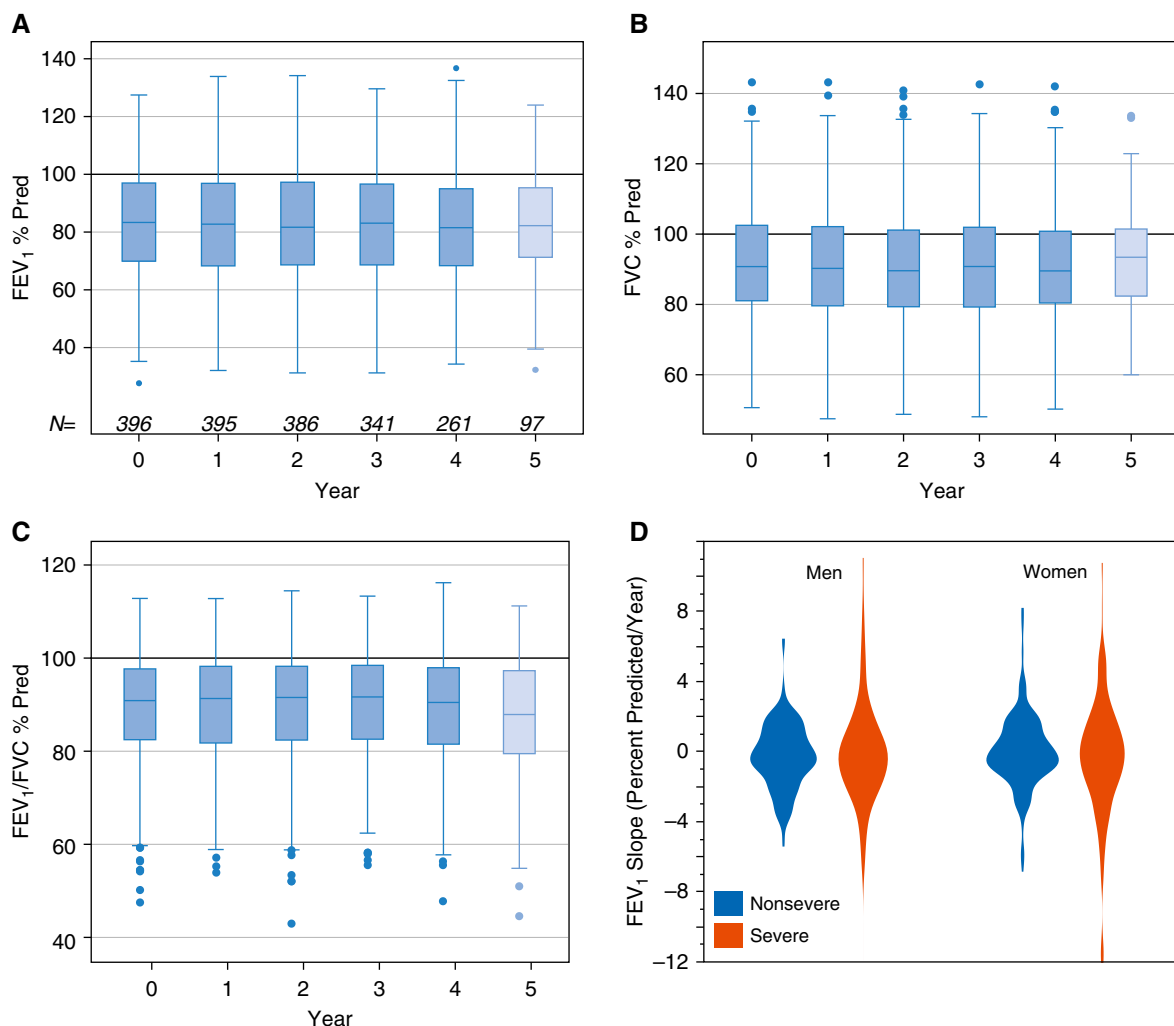 A
FEV1 % Pred
140
120
100
80
60
40
N= 396 395 386 341 261 97
0 1 2 3 4 5
Year
B
FVC % Pred
140
120
100
80
60
0 1 2 3 4 5
Year
C
FEV1/FVC % Pred
120
100
80
60
40
0 1 2 3 4 5
Year
D
FEV1 Slope (Percent Predicted/Year)
8
4
0
−4
−8
−12
Men Women
Nonsevere
Severe